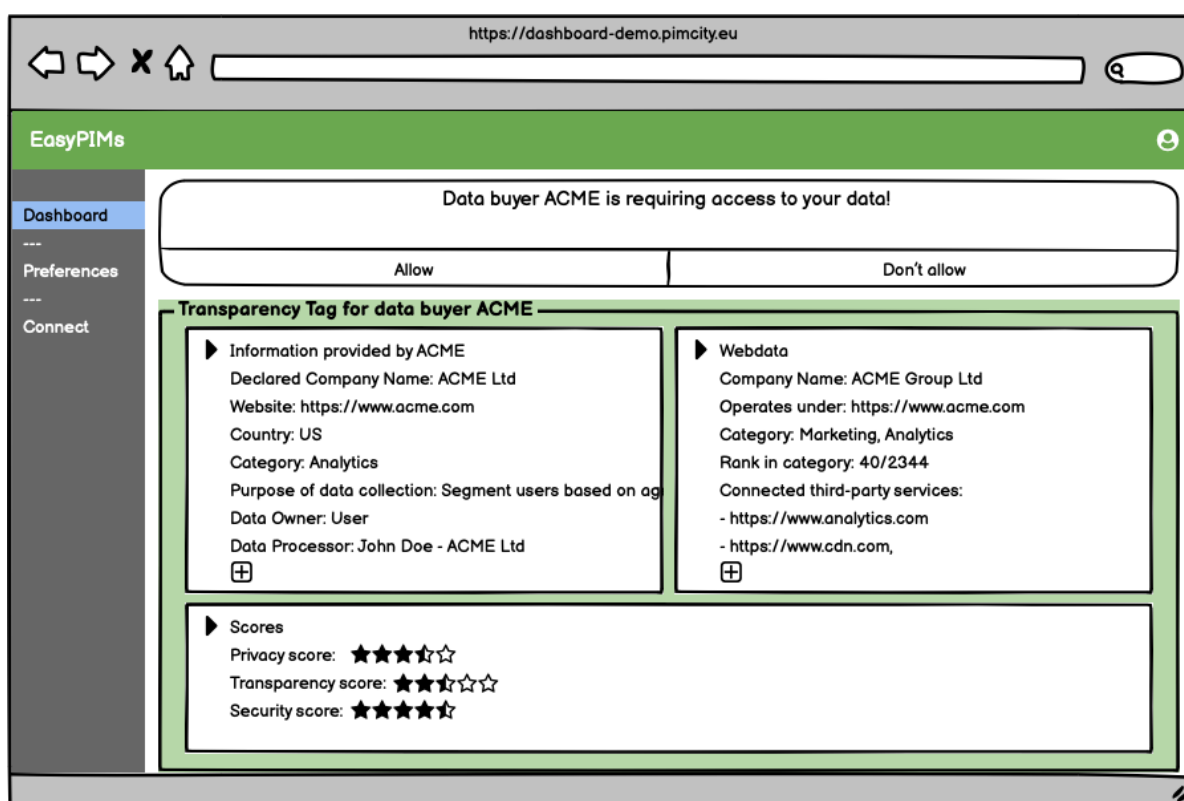 https://dashboard-demo.pimcity.eu
EasyPIMs
Dashboard
---
Preferences
---
Connect
Data buyer ACME is requiring access to your data!
Allow
Don't allow
Transparency Tag for data buyer ACME
Information provided by ACME
Declared Company Name: ACME Ltd
Website: https://www.acme.com
Country: US
Category: Analytics
Purpose of data collection: Segment users based on ag
Data Owner: User
Data Processor: John Doe - ACME Ltd
Webdata
Company Name: ACME Group Ltd
Operates under: https://www.acme.com
Category: Marketing, Analytics
Rank in category: 40/2344
Connected third-party services:
- https://www.analytics.com
- https://www.cdn.com,
Scores
Privacy score:
Transparency score:
Security score: